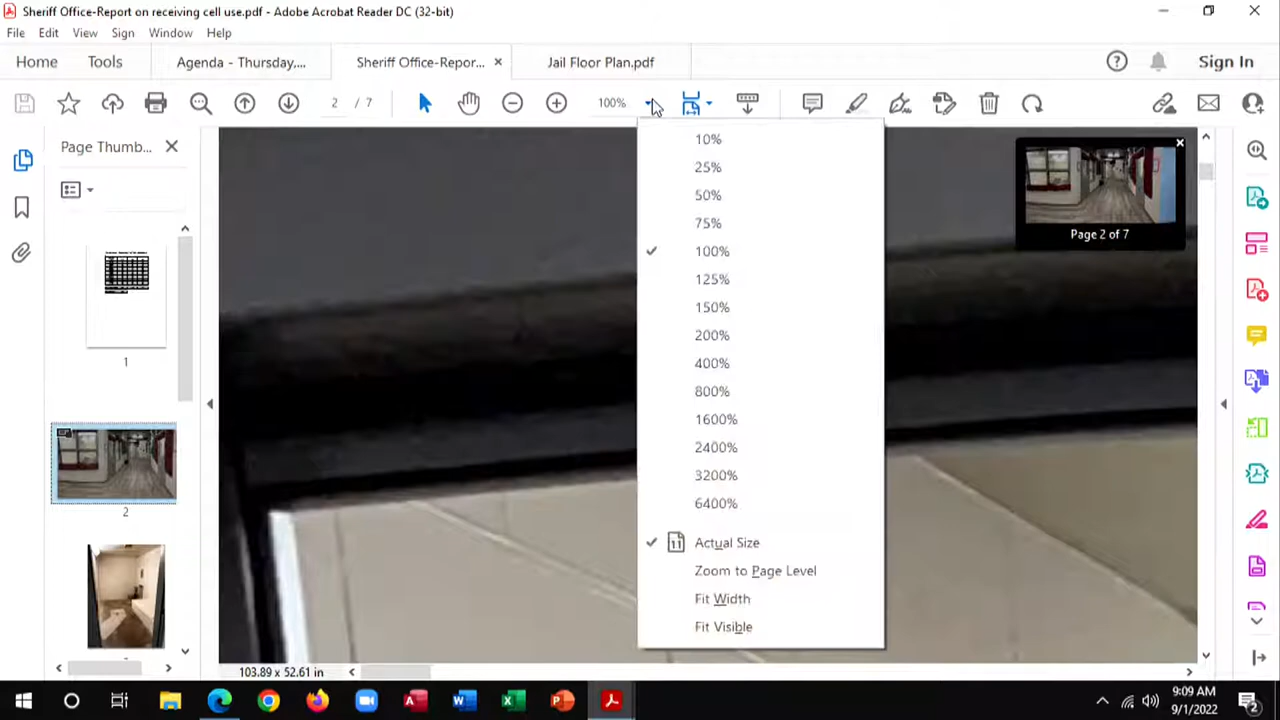 Sheriff Office-Report on receiving cell use.pdf - Adobe Acrobat Reader DC (32-bit)
File Edit View Sign Window Help
Home Tools Agenda - Thursday,... Sheriff Office-Repor... × Jail Floor Plan.pdf Sign In
2 / 7 100%
Page Thumb...
10%
25%
50%
75%
100%
125%
150%
200%
400%
800%
1600%
2400%
3200%
6400%
Actual Size
Zoom to Page Level
Fit Width
Fit Visible
Page 2 of 7
1
2
103.89 x 52.61 in
9:09 AM
9/1/2022
2